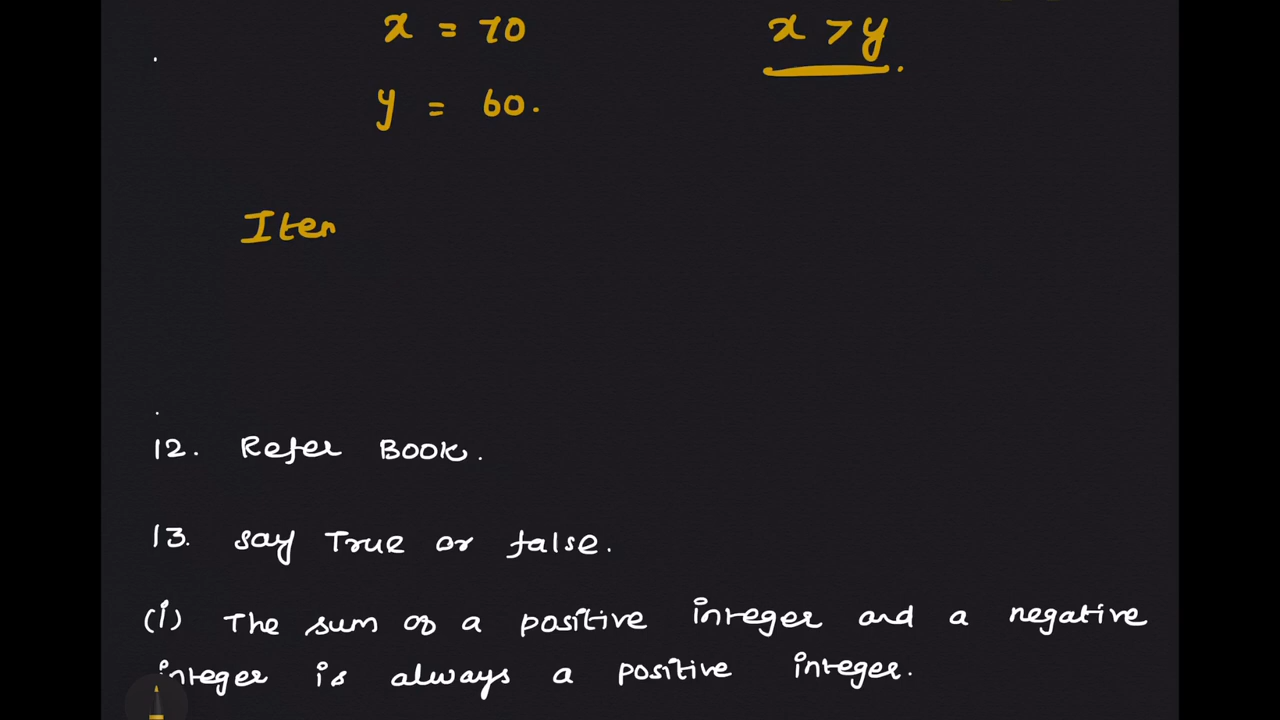 x = 70
x > y.
y = 60.
Iten
12. Refer Book.
13. Say True or false.
(i) The sum of a positive integer and a negative
integer is always a positive integer.